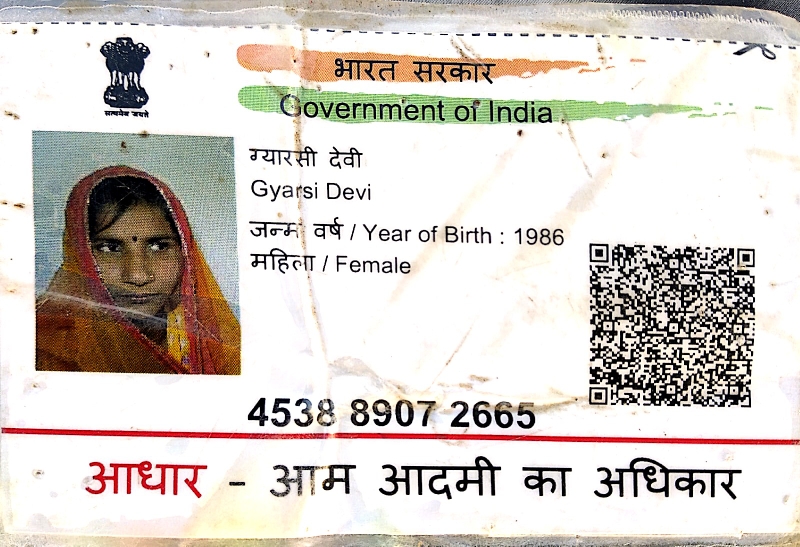 भारत सरकार
Government of India
सत्यमेव जयते
ग्यारसी देवी
Gyarsi Devi
जन्म वर्ष / Year of Birth : 1986
महिला / Female
4538 8907 2665
आधार - आम आदमी का अधिकार